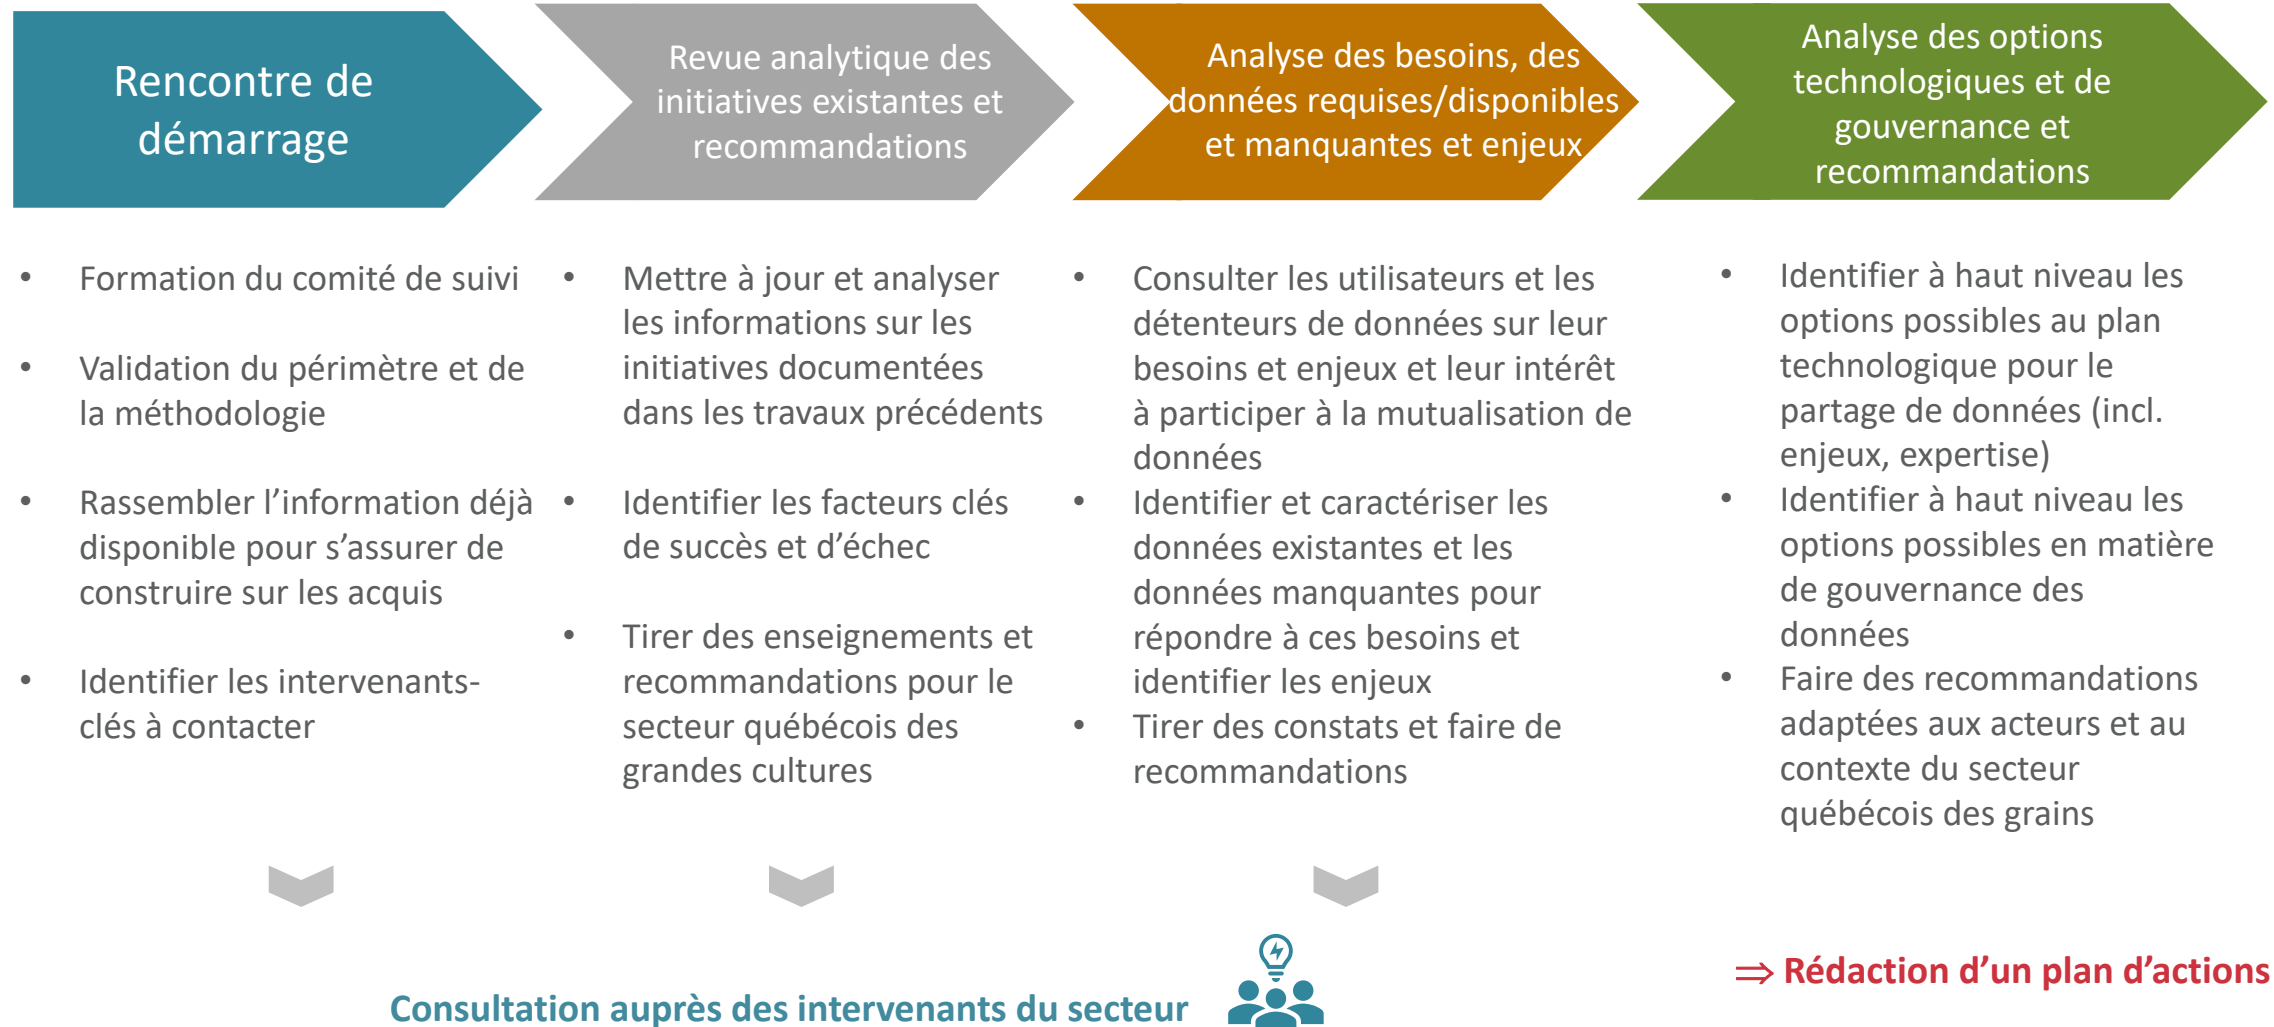 Rencontre de
démarrage
Revue analytique des
initiatives existantes et
recommandations
Analyse des besoins, des
données requises/disponibles
et manquantes et enjeux
Analyse des options
technologiques et de
gouvernance et
recommandations
• Formation du comité de suivi
• Validation du périmètre et de
la méthodologie
• Rassembler l’information déjà
disponible pour s’assurer de
construire sur les acquis
• Identifier les intervenants-
clés à contacter
• Mettre à jour et analyser
les informations sur les
initiatives documentées
dans les travaux précédents
• Identifier les facteurs clés
de succès et d’échec
• Tirer des enseignements et
recommandations pour le
secteur québécois des
grandes cultures
• Consulter les utilisateurs et les
détenteurs de données sur leur
besoins et enjeux et leur intérêt
à participer à la mutualisation de
données
• Identifier et caractériser les
données existantes et les
données manquantes pour
répondre à ces besoins et
identifier les enjeux
• Tirer des constats et faire de
recommandations
• Identifier à haut niveau les
options possibles au plan
technologique pour le
partage de données (incl.
enjeux, expertise)
• Identifier à haut niveau les
options possibles en matière
de gouvernance des
données
• Faire des recommandations
adaptées aux acteurs et au
contexte du secteur
québécois des grains
Consultation auprès des intervenants du secteur
⇒ Rédaction d’un plan d’actions